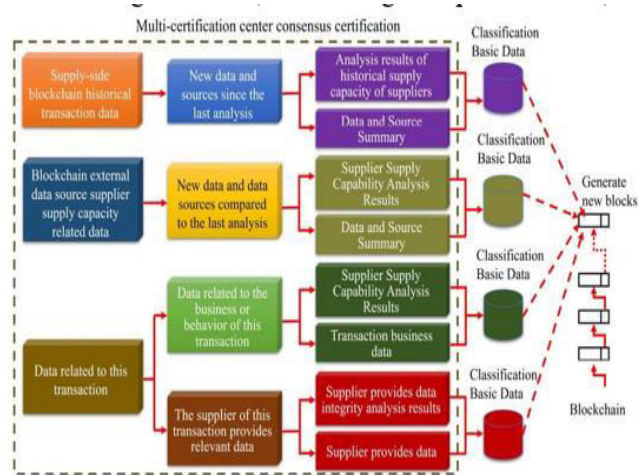 Multi-certification center consensus certification
Supply-side
blockchain historical
transaction data
New data and
sources since the
last analysis
Analysis results of
historical supply
capacity of suppliers
Data and Source
Summary
Classification
Basic Data
Blockchain external
data source supplier
supply capacity
related data
New data and data
sources compared to
the last analysis
Supplier Supply
Capability Analysis
Results
Data and Source
Summary
Classification
Basic Data
Generate
new blocks
Data related to this
transaction
Data related to the
business or
behavior of this
transaction
Supplier Supply
Capability Analysis
Results
Transaction business
data
Classification
Basic Data
The supplier of this
transaction provides
relevant data
Supplier provides data
integrity analysis results
Supplier provides data
Classification
Basic Data
Blockchain